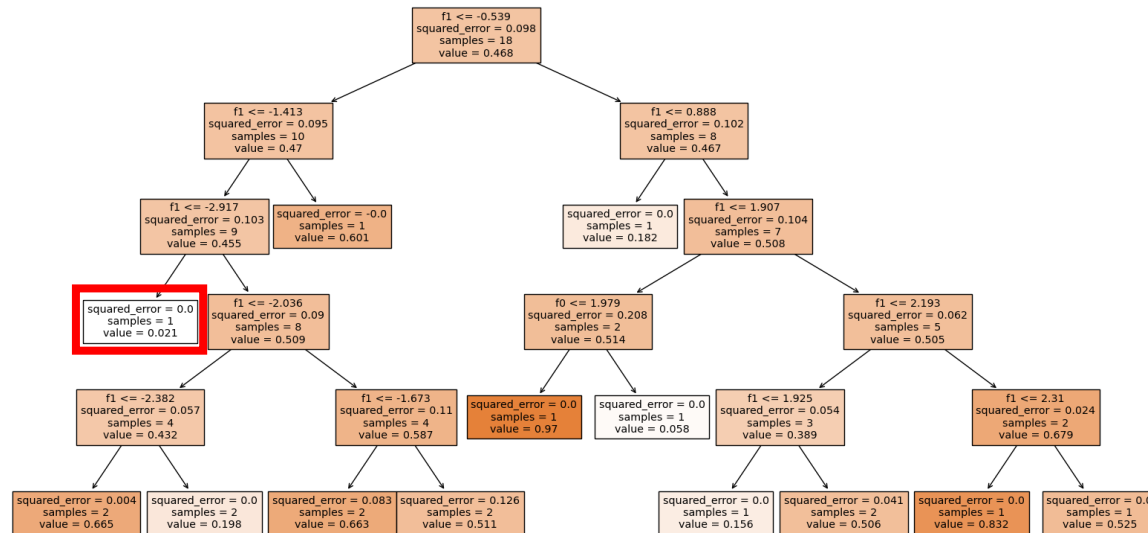 f1 <= -0.539
squared_error = 0.098
samples = 18
value = 0.468
f1 <= -1.413
squared_error = 0.095
samples = 10
value = 0.47
f1 <= 0.888
squared_error = 0.102
samples = 8
value = 0.467
f1 <= -2.917
squared_error = 0.103
samples = 9
value = 0.455
squared_error = -0.0
samples = 1
value = 0.601
squared_error = 0.0
samples = 1
value = 0.182
f1 <= 1.907
squared_error = 0.104
samples = 7
value = 0.508
squared_error = 0.0
samples = 1
value = 0.021
f1 <= -2.036
squared_error = 0.09
samples = 8
value = 0.509
f0 <= 1.979
squared_error = 0.208
samples = 2
value = 0.514
f1 <= 2.193
squared_error = 0.062
samples = 5
value = 0.505
f1 <= -2.382
squared_error = 0.057
samples = 4
value = 0.432
f1 <= -1.673
squared_error = 0.11
samples = 4
value = 0.587
squared_error = 0.0
samples = 1
value = 0.97
squared_error = 0.0
samples = 1
value = 0.058
f1 <= 1.925
squared_error = 0.054
samples = 3
value = 0.389
f1 <= 2.31
squared_error = 0.024
samples = 2
value = 0.679
squared_error = 0.004
samples = 2
value = 0.665
squared_error = 0.0
samples = 2
value = 0.198
squared_error = 0.083
samples = 2
value = 0.663
squared_error = 0.126
samples = 2
value = 0.511
squared_error = 0.0
samples = 1
value = 0.156
squared_error = 0.041
samples = 2
value = 0.506
squared_error = 0.0
samples = 1
value = 0.832
squared_error = 0.0
samples = 1
value = 0.525